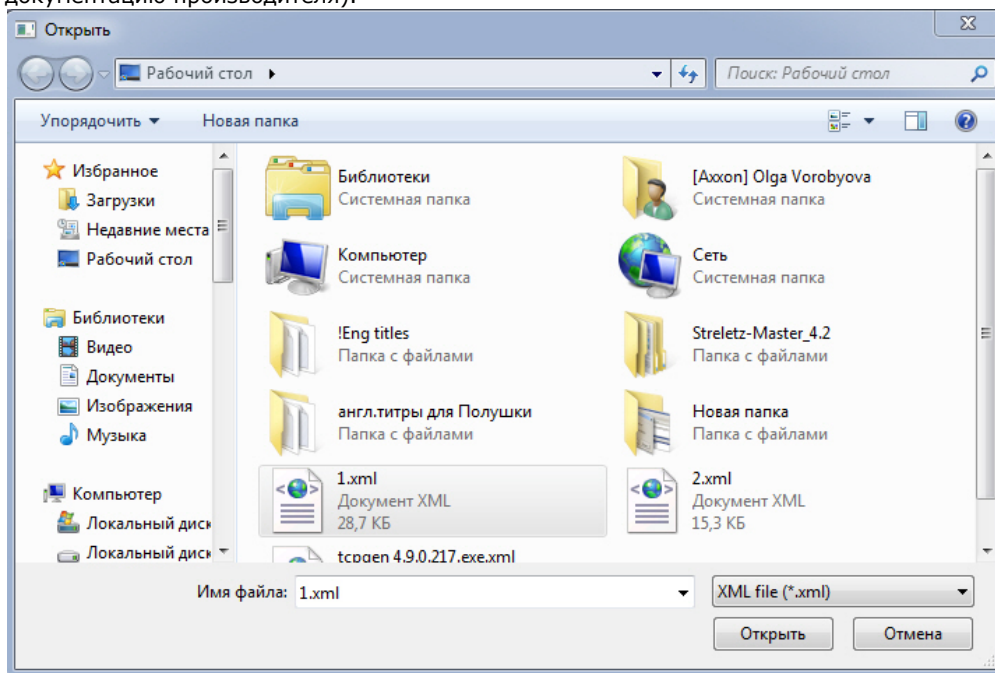 документацию производителя).
Открыть
Рабочий стол
Поиск: Рабочий стол
Упорядочить
Новая папка
Избранное
Загрузки
Недавние места
Рабочий стол
Библиотеки
Видео
Документы
Изображения
Музыка
Компьютер
Локальный диск
Локальный диск
Библиотеки
Системная папка
[Axxon] Olga Vorobyova
Системная папка
Компьютер
Системная папка
Сеть
Системная папка
!Eng titles
Папка с файлами
Streletz-Master_4.2
Папка с файлами
англ.титры для Полушки
Папка с файлами
Новая папка
Папка с файлами
1.xml
Документ XML
28,7 КБ
2.xml
Документ XML
15,3 КБ
tcpgen 4.9.0.217.exe.xml
Имя файла: 1.xml
XML file (*.xml)
Открыть
Отмена